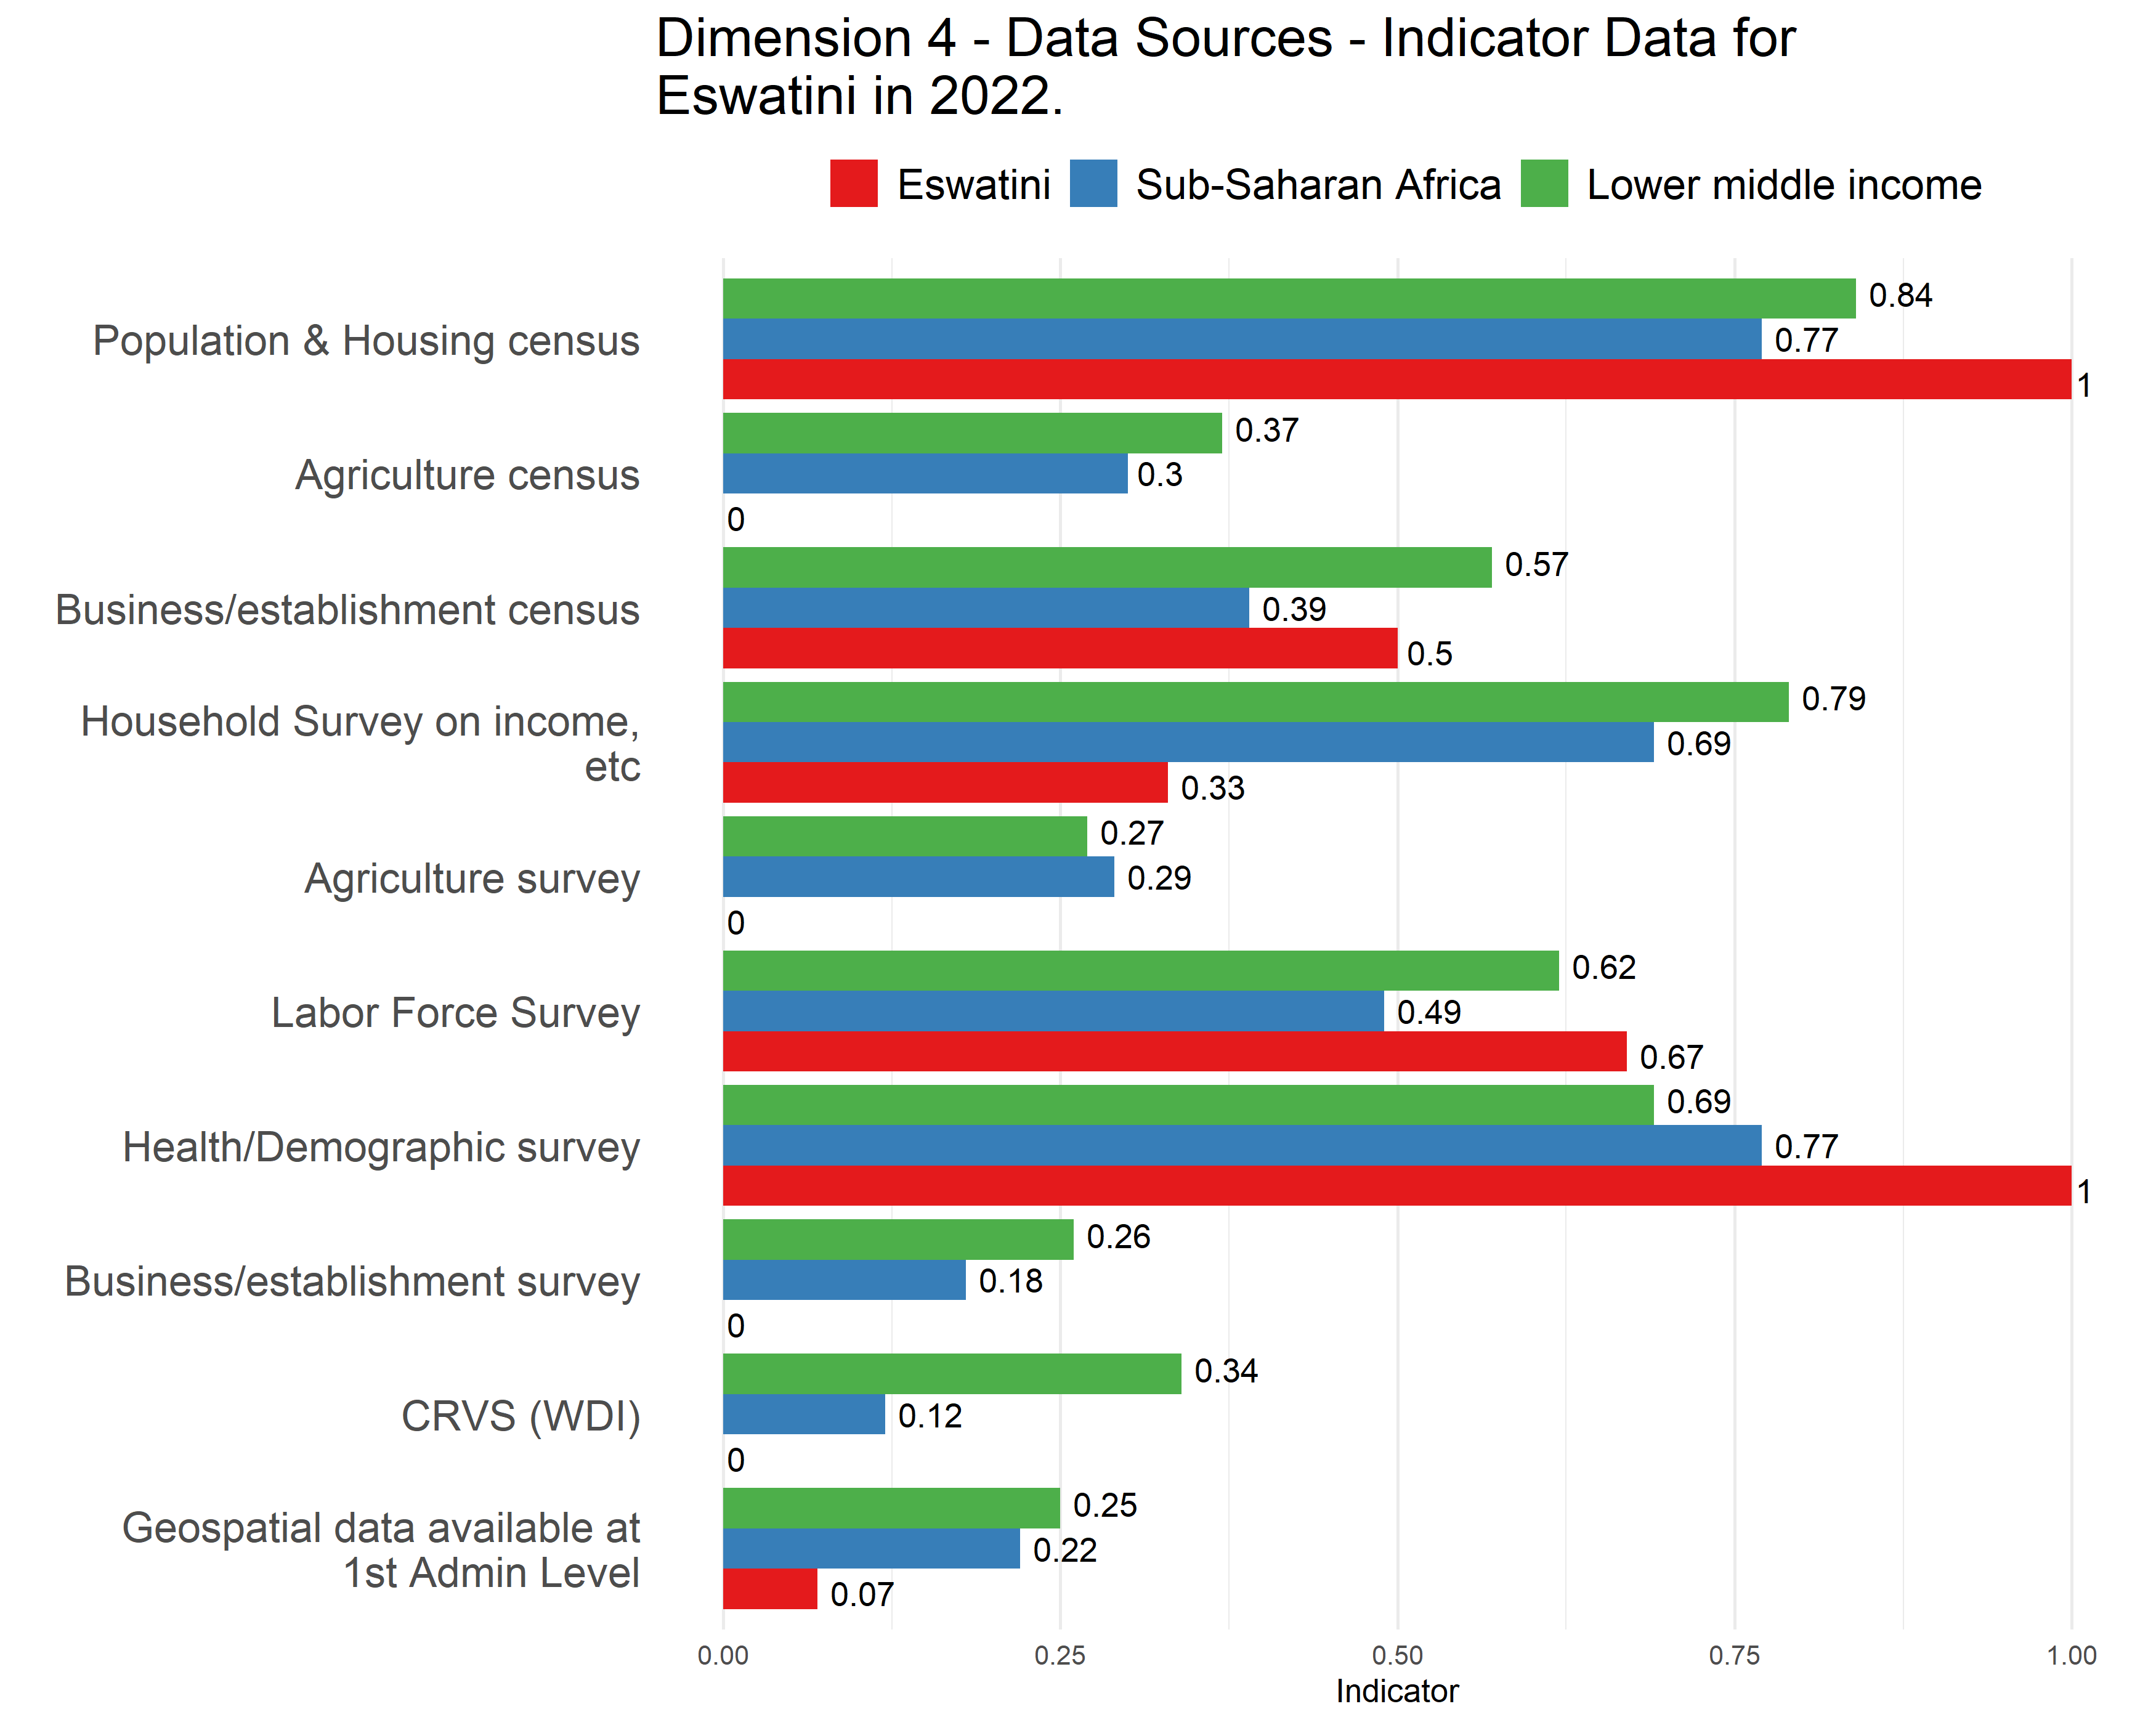 Dimension 4 - Data Sources - Indicator Data for
Eswatini in 2022.
Eswatini
Sub-Saharan Africa
Lower middle income
Population & Housing census
0.84
0.77
1
Agriculture census
0.37
0.3
0
Business/establishment census
0.57
0.39
0.5
Household Survey on income,
etc
0.79
0.69
0.33
Agriculture survey
0.27
0.29
0
Labor Force Survey
0.62
0.49
0.67
Health/Demographic survey
0.69
0.77
1
Business/establishment survey
0.26
0.18
0
CRVS (WDI)
0.34
0.12
0
Geospatial data available at
1st Admin Level
0.25
0.22
0.07
0.00
0.25
0.50
0.75
1.00
Indicator